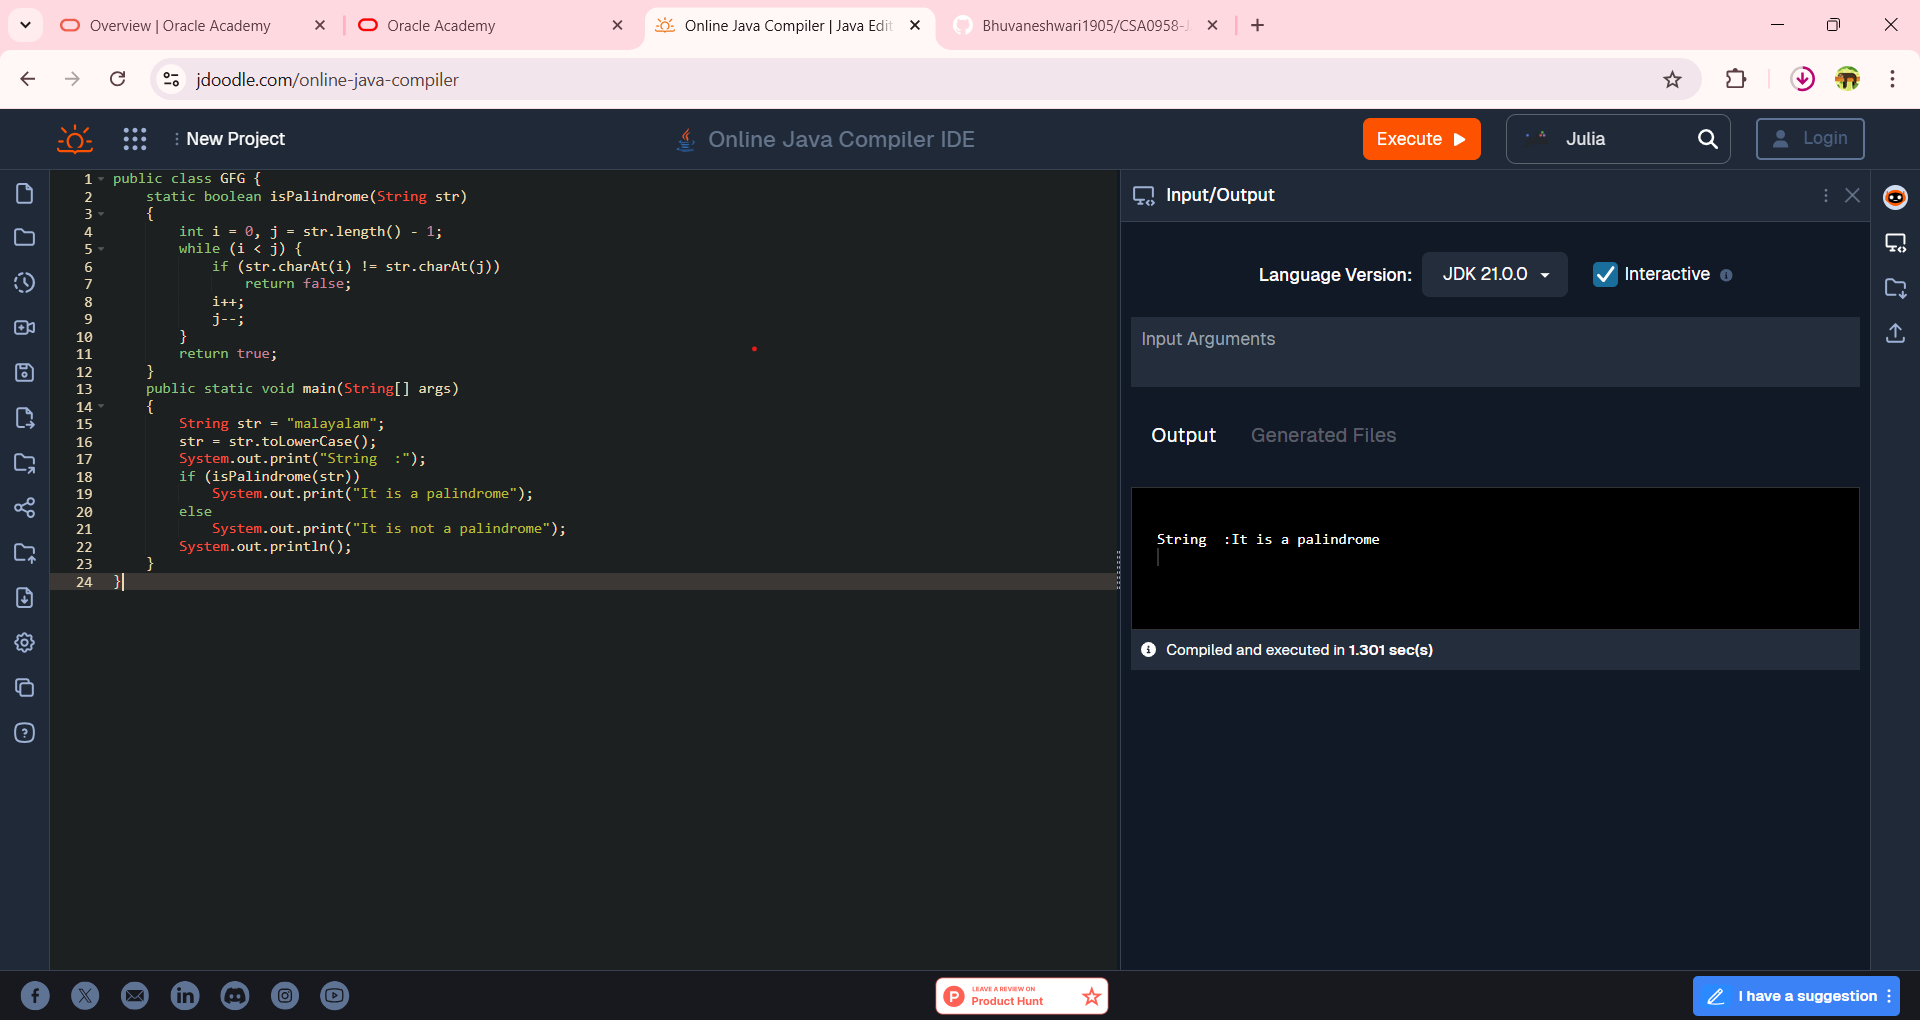 Overview | Oracle Academy
Oracle Academy
Online Java Compiler | Java Edit
Bhuvaneshwari1905/CSA0958-J
jdoodle.com/online-java-compiler
New Project
Online Java Compiler IDE
Execute
Julia
Login
1 public class GFG {
2 static boolean isPalindrome(String str)
3 {
4 int i = 0, j = str.length() - 1;
5 while (i < j) {
6 if (str.charAt(i) != str.charAt(j))
7 return false;
8 i++;
9 j--;
10 }
11 return true;
12 }
13 public static void main(String[] args)
14 {
15 String str = "malayalam";
16 str = str.toLowerCase();
17 System.out.print("String  :");
18 if (isPalindrome(str))
19 System.out.print("It is a palindrome");
20 else
21 System.out.print("It is not a palindrome");
22 System.out.println();
23 }
24 }
Input/Output
Language Version:
JDK 21.0.0
Interactive
Input Arguments
Output
Generated Files
String  :It is a palindrome
Compiled and executed in 1.301 sec(s)
LEAVE A REVIEW ON
Product Hunt
I have a suggestion